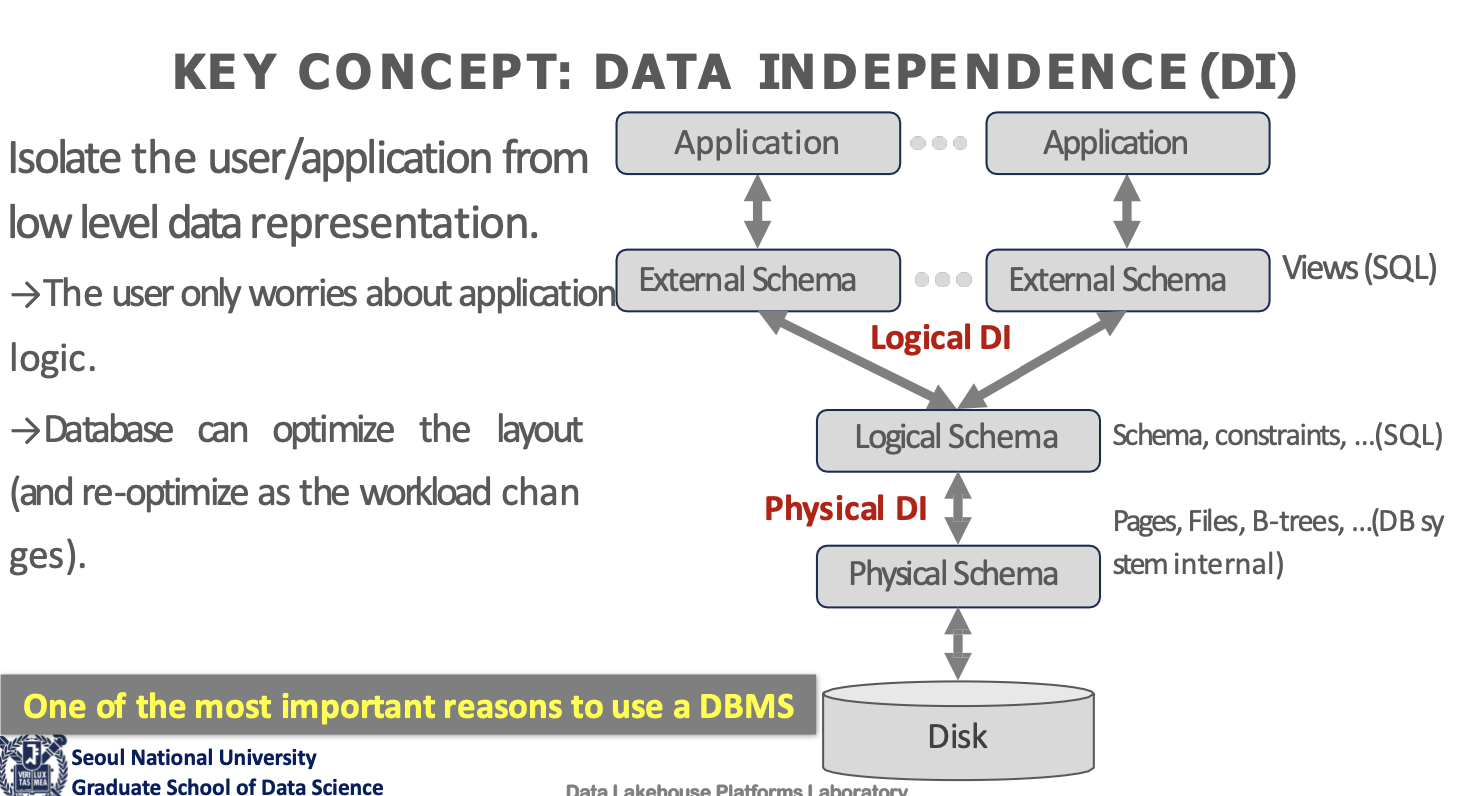 KEY CONCEPT: DATA INDEPENDENCE (DI)
Isolate the user/application from
low level data representation.
→The user only worries about application
logic.
→Database can optimize the layout
(and re-optimize as the workload chan
ges).
Application
Application
External Schema
External Schema
Views (SQL)
Logical DI
Logical Schema
Schema, constraints, ...(SQL)
Physical DI
Pages, Files, B-trees, ...(DB sy
stem internal)
Physical Schema
Disk
One of the most important reasons to use a DBMS
VERI LUX
TAS MEA
Seoul National University
Graduate School of Data Science
Data Lakehouse Platforms Laboratory